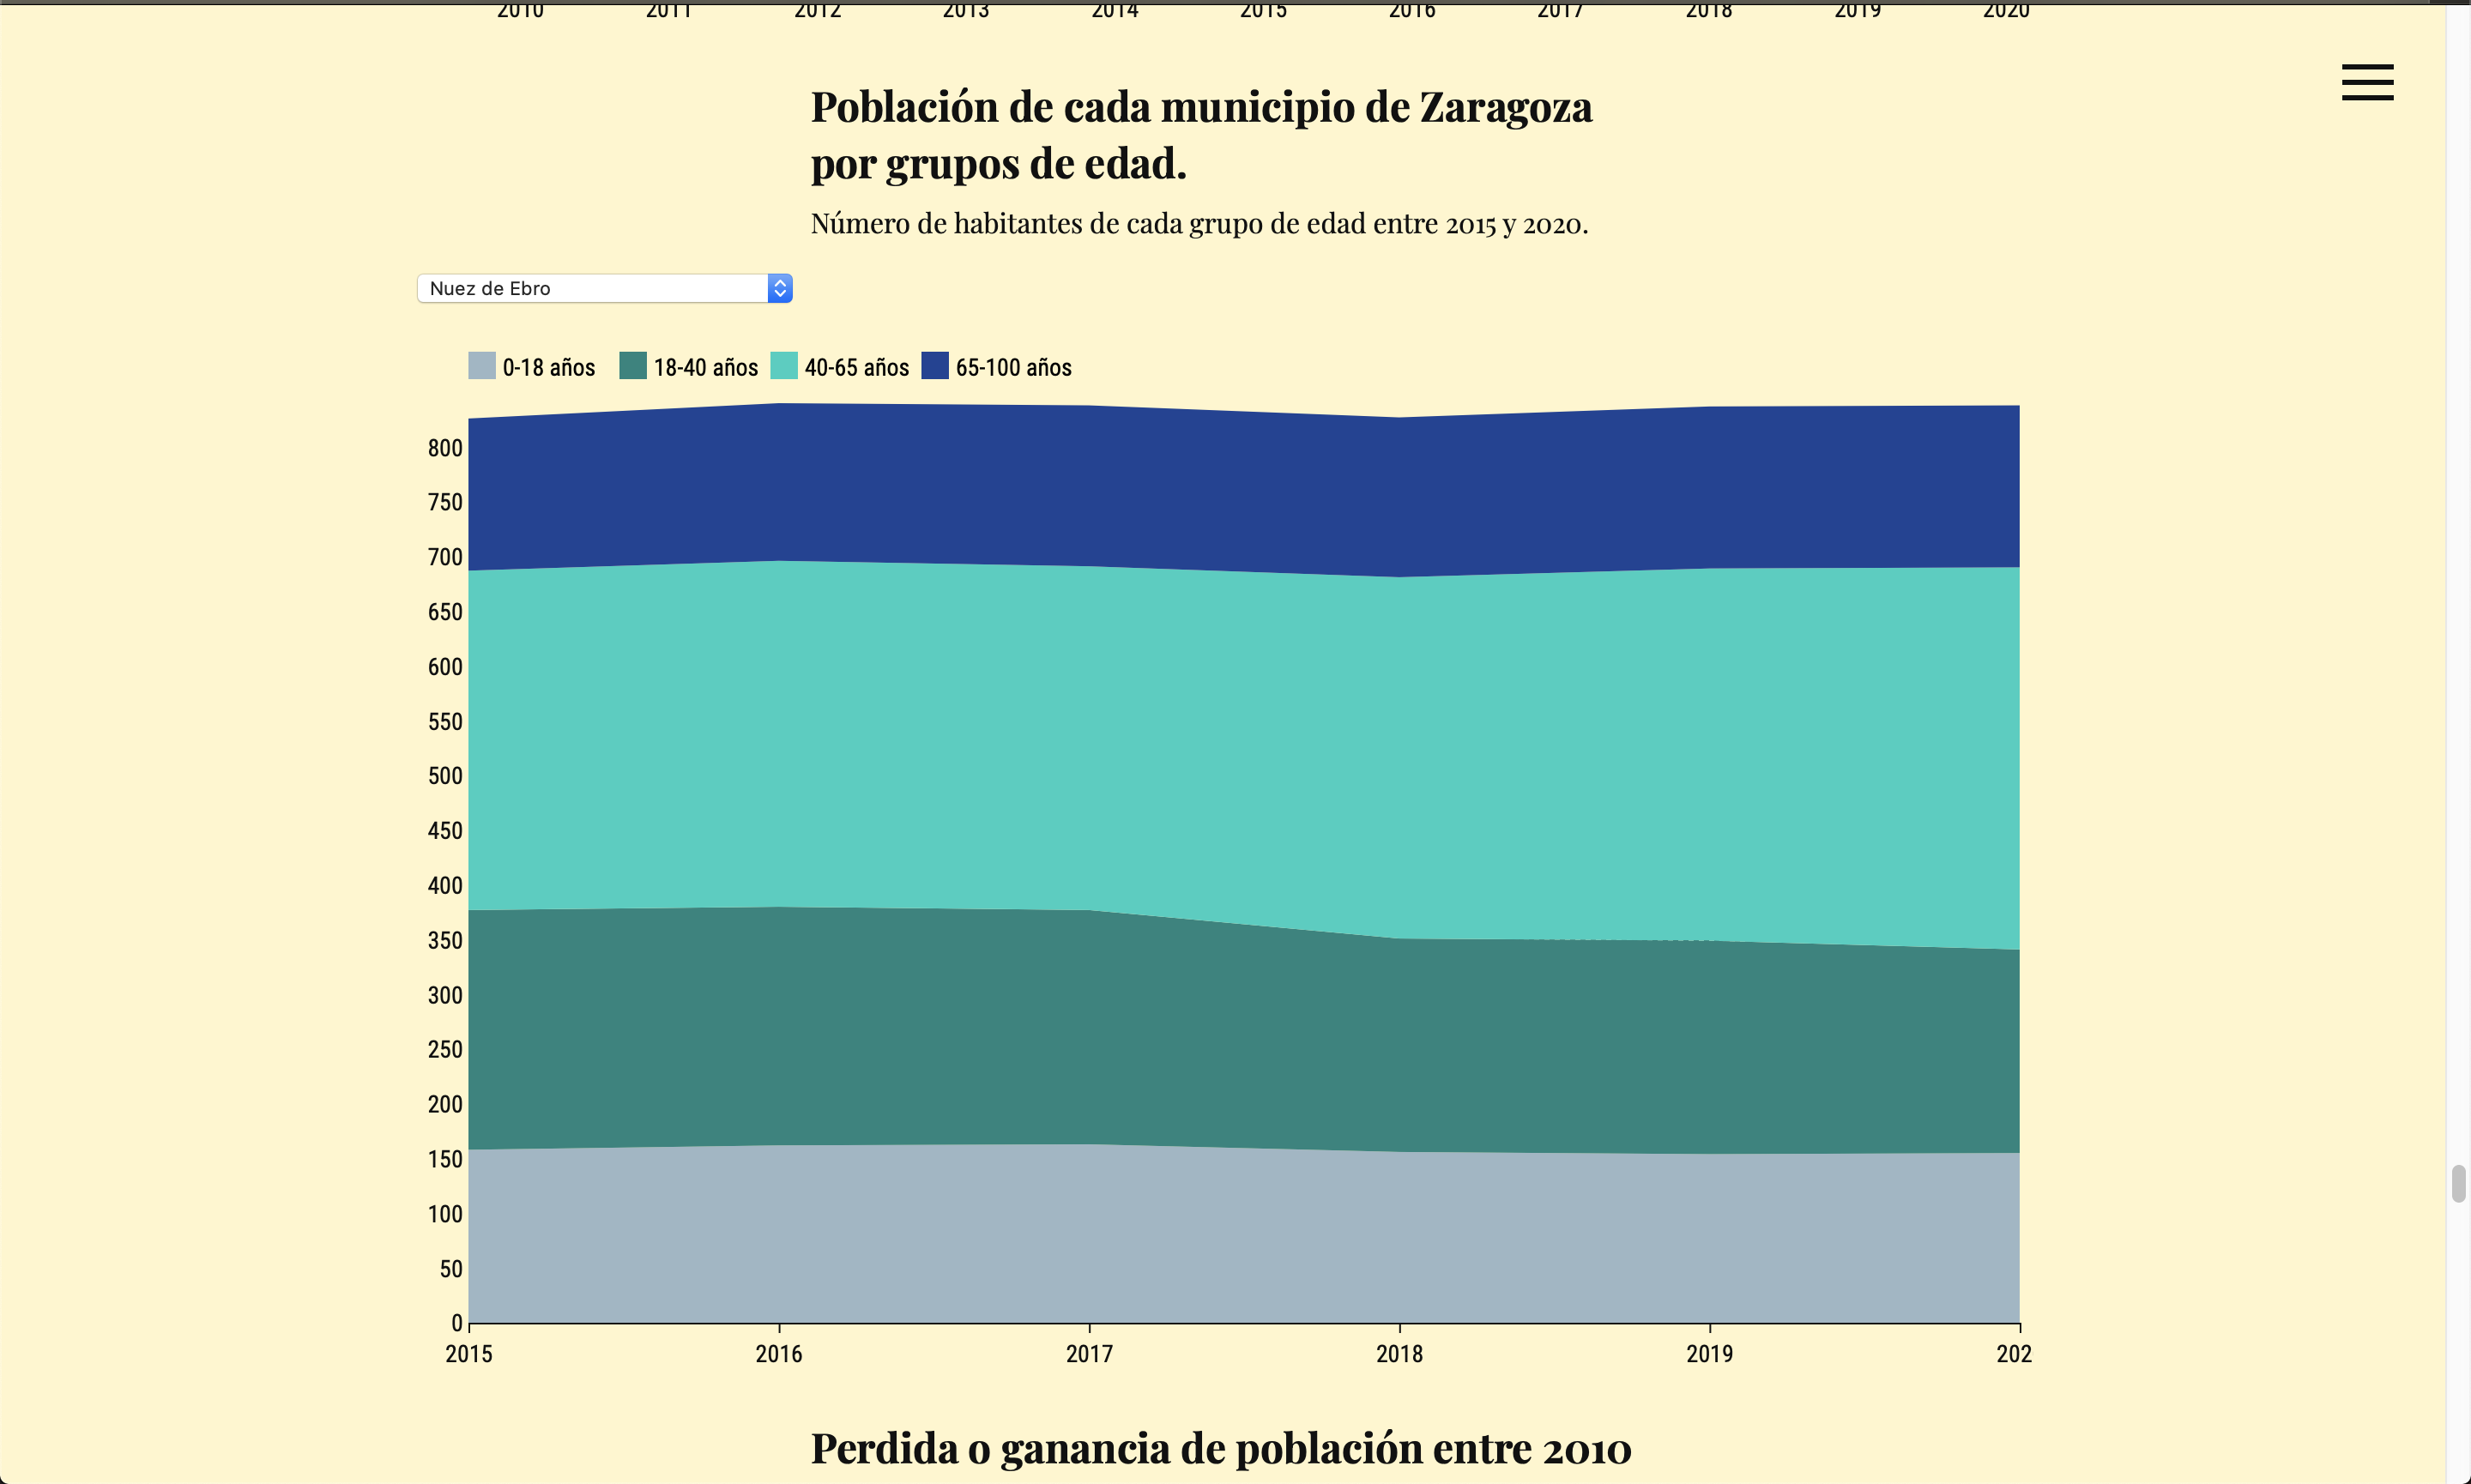 2010 2011 2012 2013 2014 2015 2016 2017 2018 2019 2020
Población de cada municipio de Zaragoza
por grupos de edad.
Número de habitantes de cada grupo de edad entre 2015 y 2020.
Nuez de Ebro
0-18 años 18-40 años 40-65 años 65-100 años
800
750
700
650
600
550
500
450
400
350
300
250
200
150
100
50
0
2015 2016 2017 2018 2019 202
Perdida o ganancia de población entre 2010